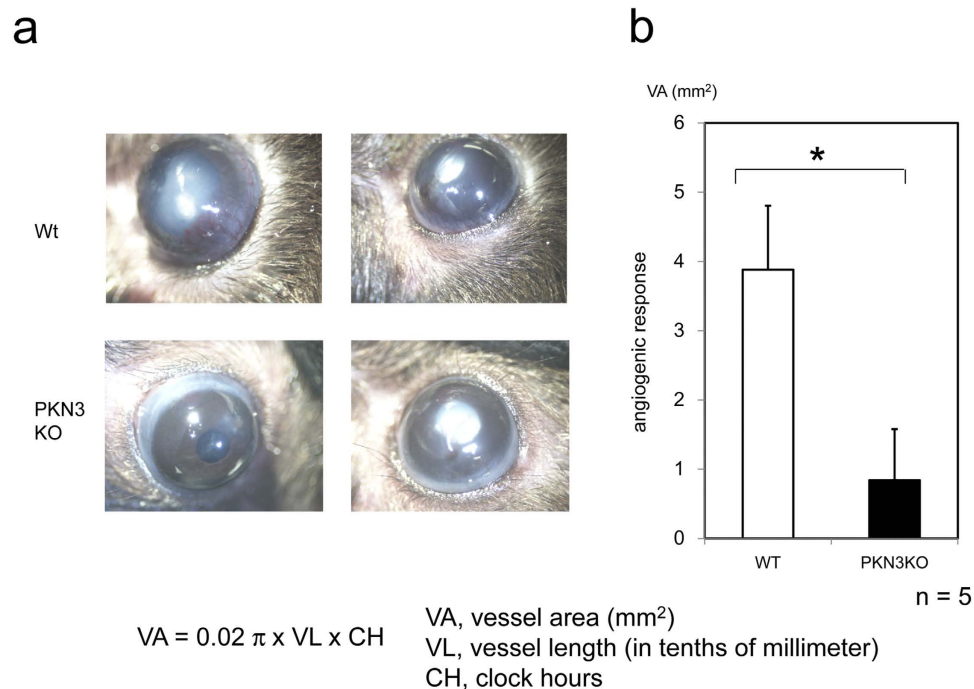 a
b
Wt
PKN3
KO
VA (mm²)
angiogenic response
6
5
4
3
2
1
0
*
WT
PKN3KO
n = 5
VA = 0.02 π x VL x CH
VA, vessel area (mm²)
VL, vessel length (in tenths of millimeter)
CH, clock hours